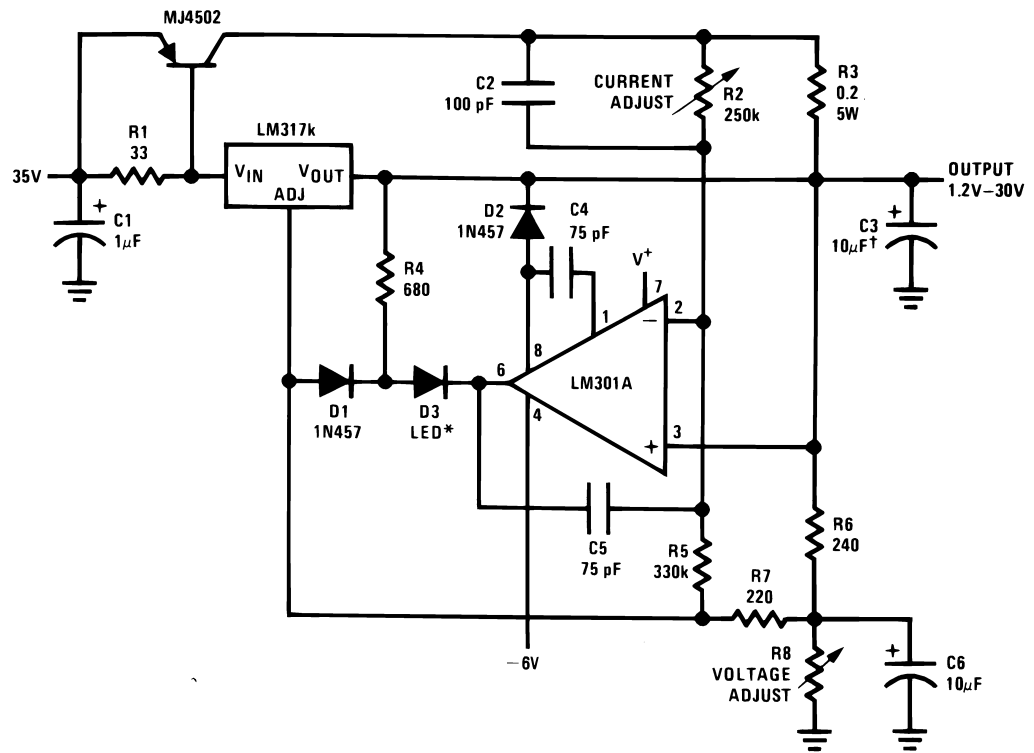 MJ4502
C2
100 pF
CURRENT
ADJUST
R2
250k
R3
0.2
5W
R1
33
LM317k
35V
VIN
VOUT
ADJ
OUTPUT
1.2V–30V
+
C1
1μF
D2
1N457
C4
75 pF
+
C3
10μF†
R4
680
V+
7
1
2
−
8
6
LM301A
4
D1
1N457
D3
LED*
+
3
C5
75 pF
R5
330k
R6
240
R7
220
−6V
R8
VOLTAGE
ADJUST
+
C6
10μF